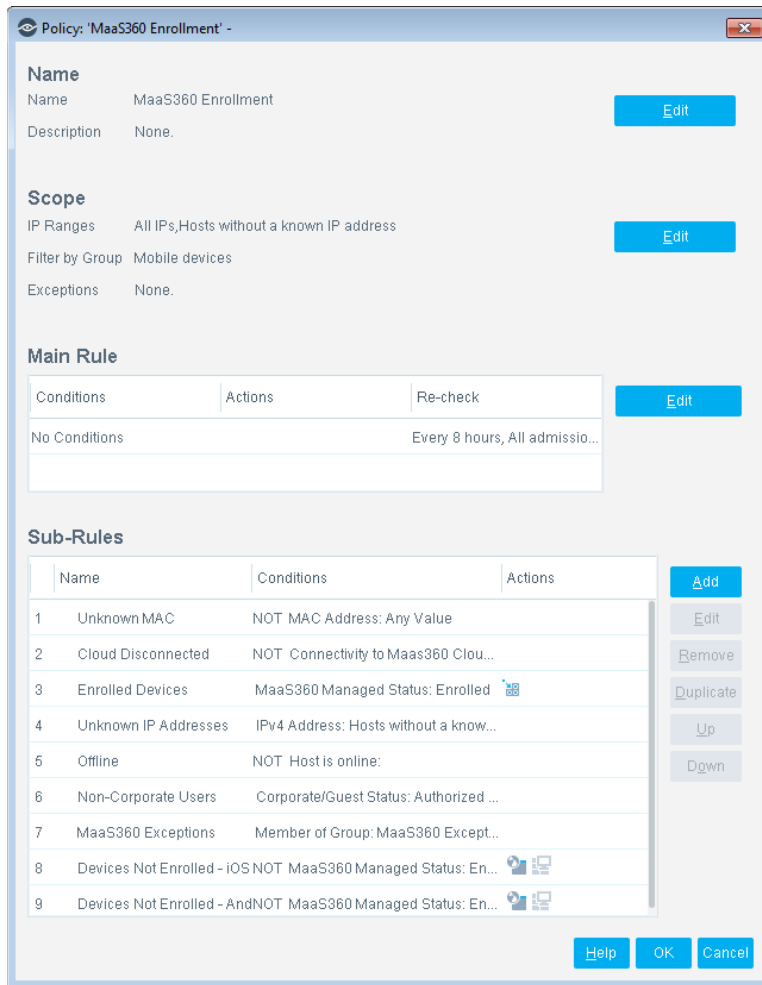 Policy: 'MaaS360 Enrollment' -
Name
Name MaaS360 Enrollment
Edit
Description None.
Scope
IP Ranges All IPs,Hosts without a known IP address
Edit
Filter by Group Mobile devices
Exceptions None.
Main Rule
Conditions Actions Re-check
Edit
No Conditions Every 8 hours, All admissio...
Sub-Rules
Name Conditions Actions
Add
1 Unknown MAC NOT MAC Address: Any Value
Edit
2 Cloud Disconnected NOT Connectivity to Maas360 Clou...
Remove
3 Enrolled Devices MaaS360 Managed Status: Enrolled
Duplicate
4 Unknown IP Addresses IPv4 Address: Hosts without a know...
Up
5 Offline NOT Host is online:
Down
6 Non-Corporate Users Corporate/Guest Status: Authorized ...
7 MaaS360 Exceptions Member of Group: MaaS360 Except...
8 Devices Not Enrolled - iOS NOT MaaS360 Managed Status: En...
9 Devices Not Enrolled - And NOT MaaS360 Managed Status: En...
Help OK Cancel